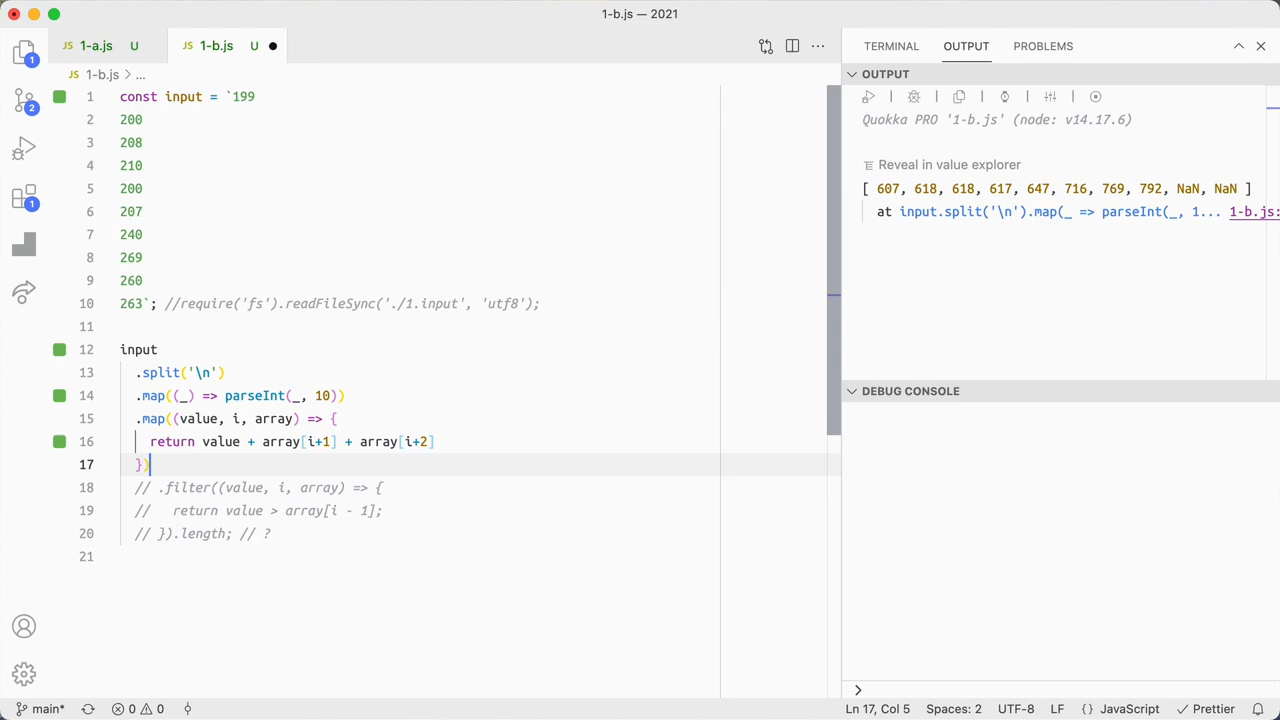 1-b.js — 2021
JS 1-a.js U
JS 1-b.js U
TERMINAL OUTPUT PROBLEMS
JS 1-b.js > ...
1 const input = `199
2 200
3 208
4 210
5 200
6 207
7 240
8 269
9 260
10 263`; //require('fs').readFileSync('./1.input', 'utf8');
11
12 input
13 .split('\n')
14 .map((_) => parseInt(_, 10))
15 .map((value, i, array) => {
16 return value + array[i+1] + array[i+2]
17 })
18 // .filter((value, i, array) => {
19 // return value > array[i - 1];
20 // }).length; // ?
21
OUTPUT
Quokka PRO '1-b.js' (node: v14.17.6)
Reveal in value explorer
[ 607, 618, 618, 617, 647, 716, 769, 792, NaN, NaN ]
at input.split('\n').map(_ => parseInt(_, 1... 1-b.js:
DEBUG CONSOLE
1
2
1
main* 0 0
Ln 17, Col 5 Spaces: 2 UTF-8 LF {} JavaScript Prettier